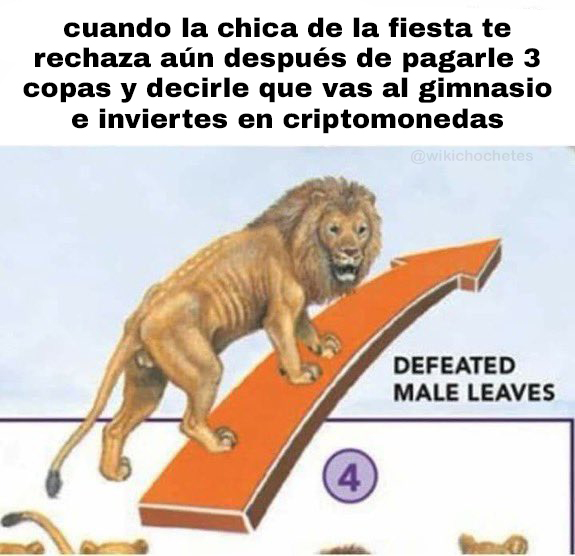 cuando la chica de la fiesta te
rechaza aún después de pagarle 3
copas y decirle que vas al gimnasio
e inviertes en criptomonedas
@wikichochetes
DEFEATED
MALE LEAVES
4